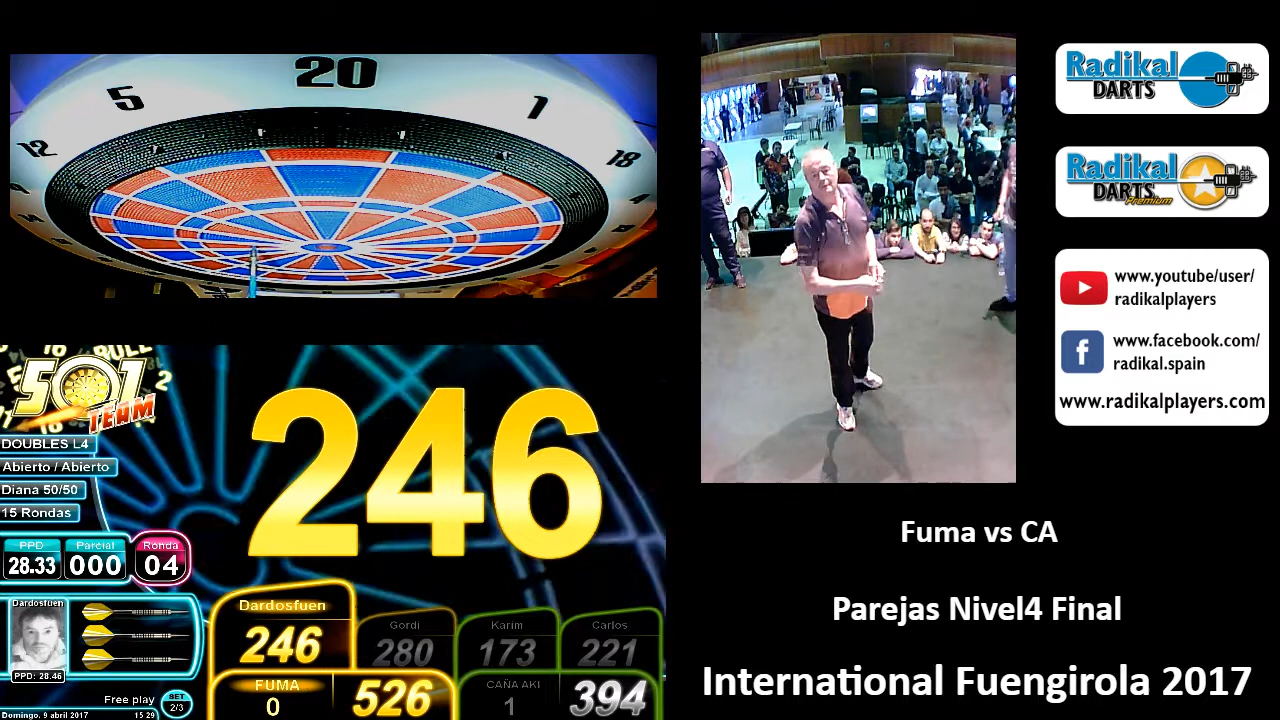 20
5
1
12
18
4
Radikal
DARTS
Radikal
DARTS
Premium
www.youtube/user/
radikalplayers
www.facebook.com/
radikal.spain
www.radikalplayers.com
501
TEAM
DOUBLES L4
Abierto / Abierto
Diana 50/50
15 Rondas
PPD
28.33
Parcial
000
Ronda
04
246
Dardosfuen
PPD: 28.46
Free play
SET
2/3
Domingo, 9 abril 2017
15:29
Dardosfuen
246
Gordi
280
Karim
173
Carlos
221
FUMA
0
526
CAÑA AKI
1
394
Fuma vs CA
Parejas Nivel4 Final
International Fuengirola 2017